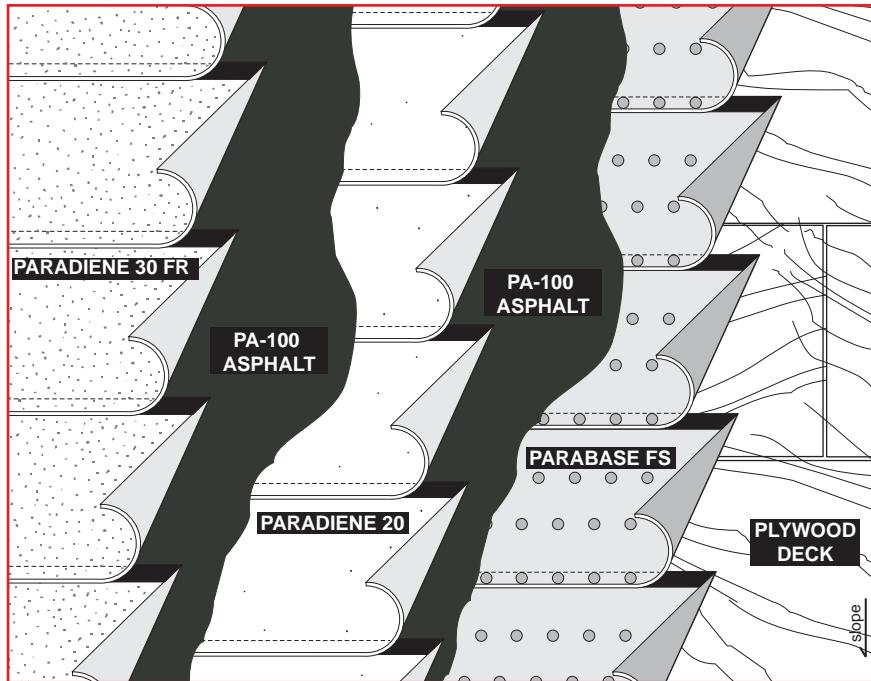 PARADIENE 30 FR
PA-100
ASPHALT
PA-100
ASPHALT
PARABASE FS
PARADIENE 20
PLYWOOD
DECK
slope